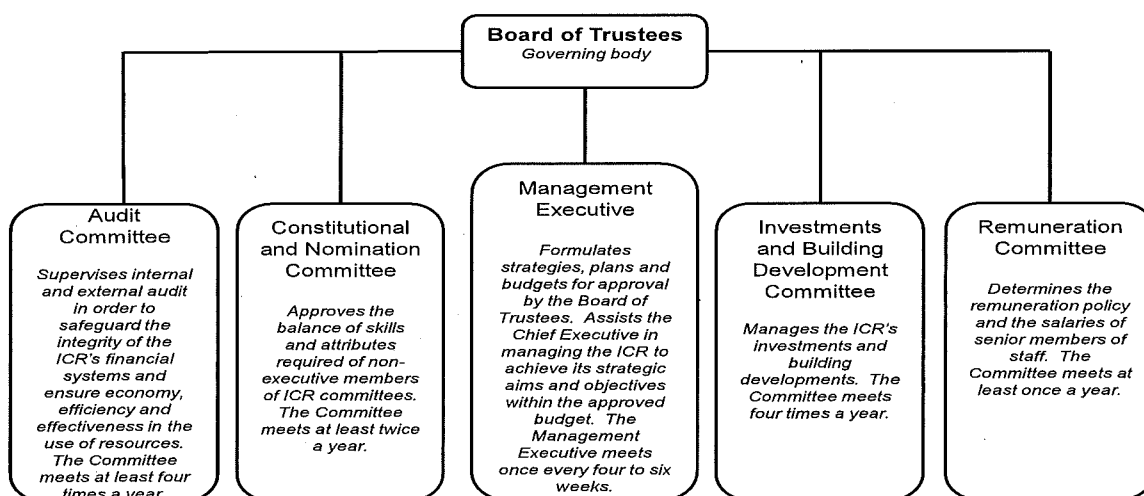 Board of Trustees
Governing body
Audit
Committee
Supervises internal
and external audit
in order to
safeguard the
integrity of the
ICR's financial
systems and
ensure economy,
efficiency and
effectiveness in the
use of resources.
The Committee
meets at least four
times a year
Constitutional
and Nomination
Committee
Approves the
balance of skills
and attributes
required of non-
executive members
of ICR committees.
The Committee
meets at least twice
a year.
Management
Executive
Formulates
strategies, plans and
budgets for approval
by the Board of
Trustees. Assists the
Chief Executive in
managing the ICR to
achieve its strategic
aims and objectives
within the approved
budget. The
Management
Executive meets
once every four to six
weeks.
Investments
and Building
Development
Committee
Manages the ICR's
investments and
building
developments. The
Committee meets
four times a year.
Remuneration
Committee
Determines the
remuneration policy
and the salaries of
senior members of
staff. The
Committee meets at
least once a year.